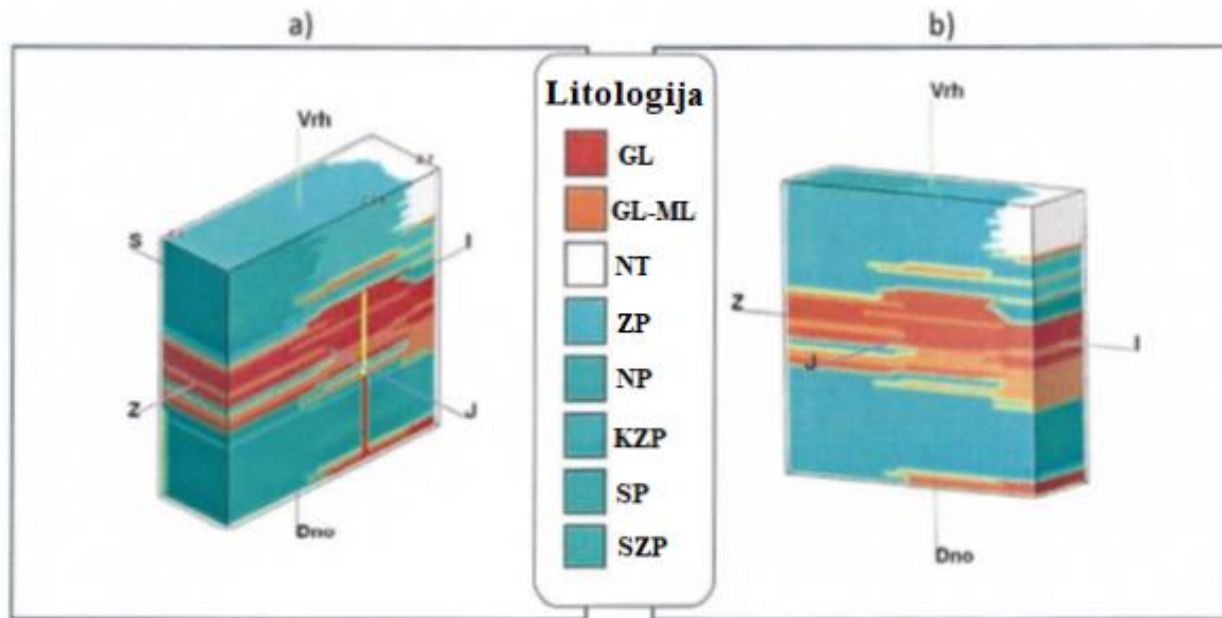 a)
Vrh
S
I
Z
J
Dno
Litologija
GL
GL-ML
NT
ZP
NP
KZP
SP
SZP
b)
Vrh
Z
J
I
Dno